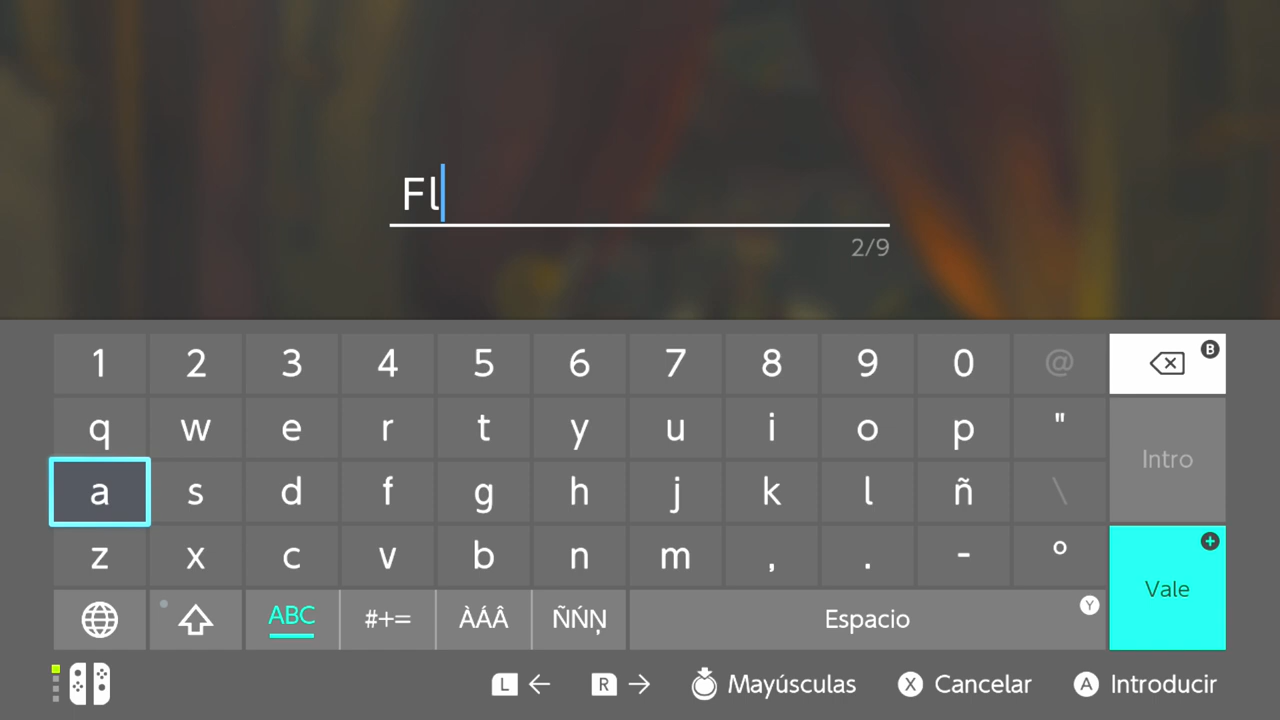 Fl
2/9
1 2 3 4 5 6 7 8 9 0 @ B
q w e r t y u i o p "
Intro
a s d f g h j k l ñ \
z x c v b n m , . - º
+
Vale
ABC #+= ÀÁÂ ÑŃŅ Espacio Y
L ← R → Mayúsculas X Cancelar A Introducir